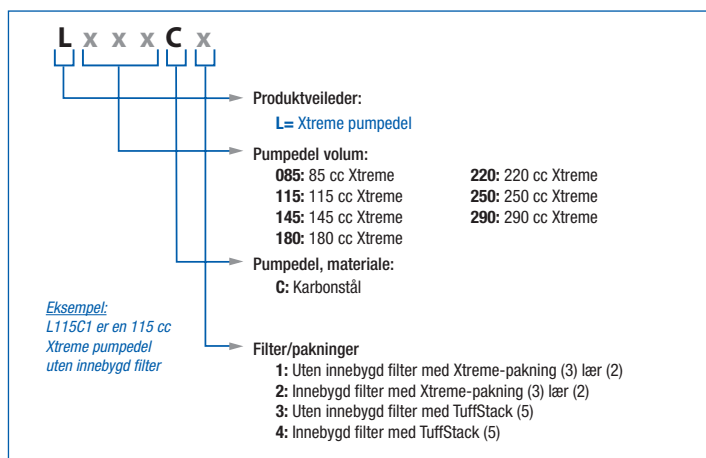 L x x x C x
Produktveileder:
L= Xtreme pumpedel
Pumpedel volum:
085: 85 cc Xtreme 220: 220 cc Xtreme
115: 115 cc Xtreme 250: 250 cc Xtreme
145: 145 cc Xtreme 290: 290 cc Xtreme
180: 180 cc Xtreme
Pumpedel, materiale:
C: Karbonstål
Eksempel:
L115C1 er en 115 cc
Xtreme pumpedel
uten innebygd filter
Filter/pakninger
1: Uten innebygd filter med Xtreme-pakning (3) lær (2)
2: Innebygd filter med Xtreme-pakning (3) lær (2)
3: Uten innebygd filter med TuffStack (5)
4: Innebygd filter med TuffStack (5)